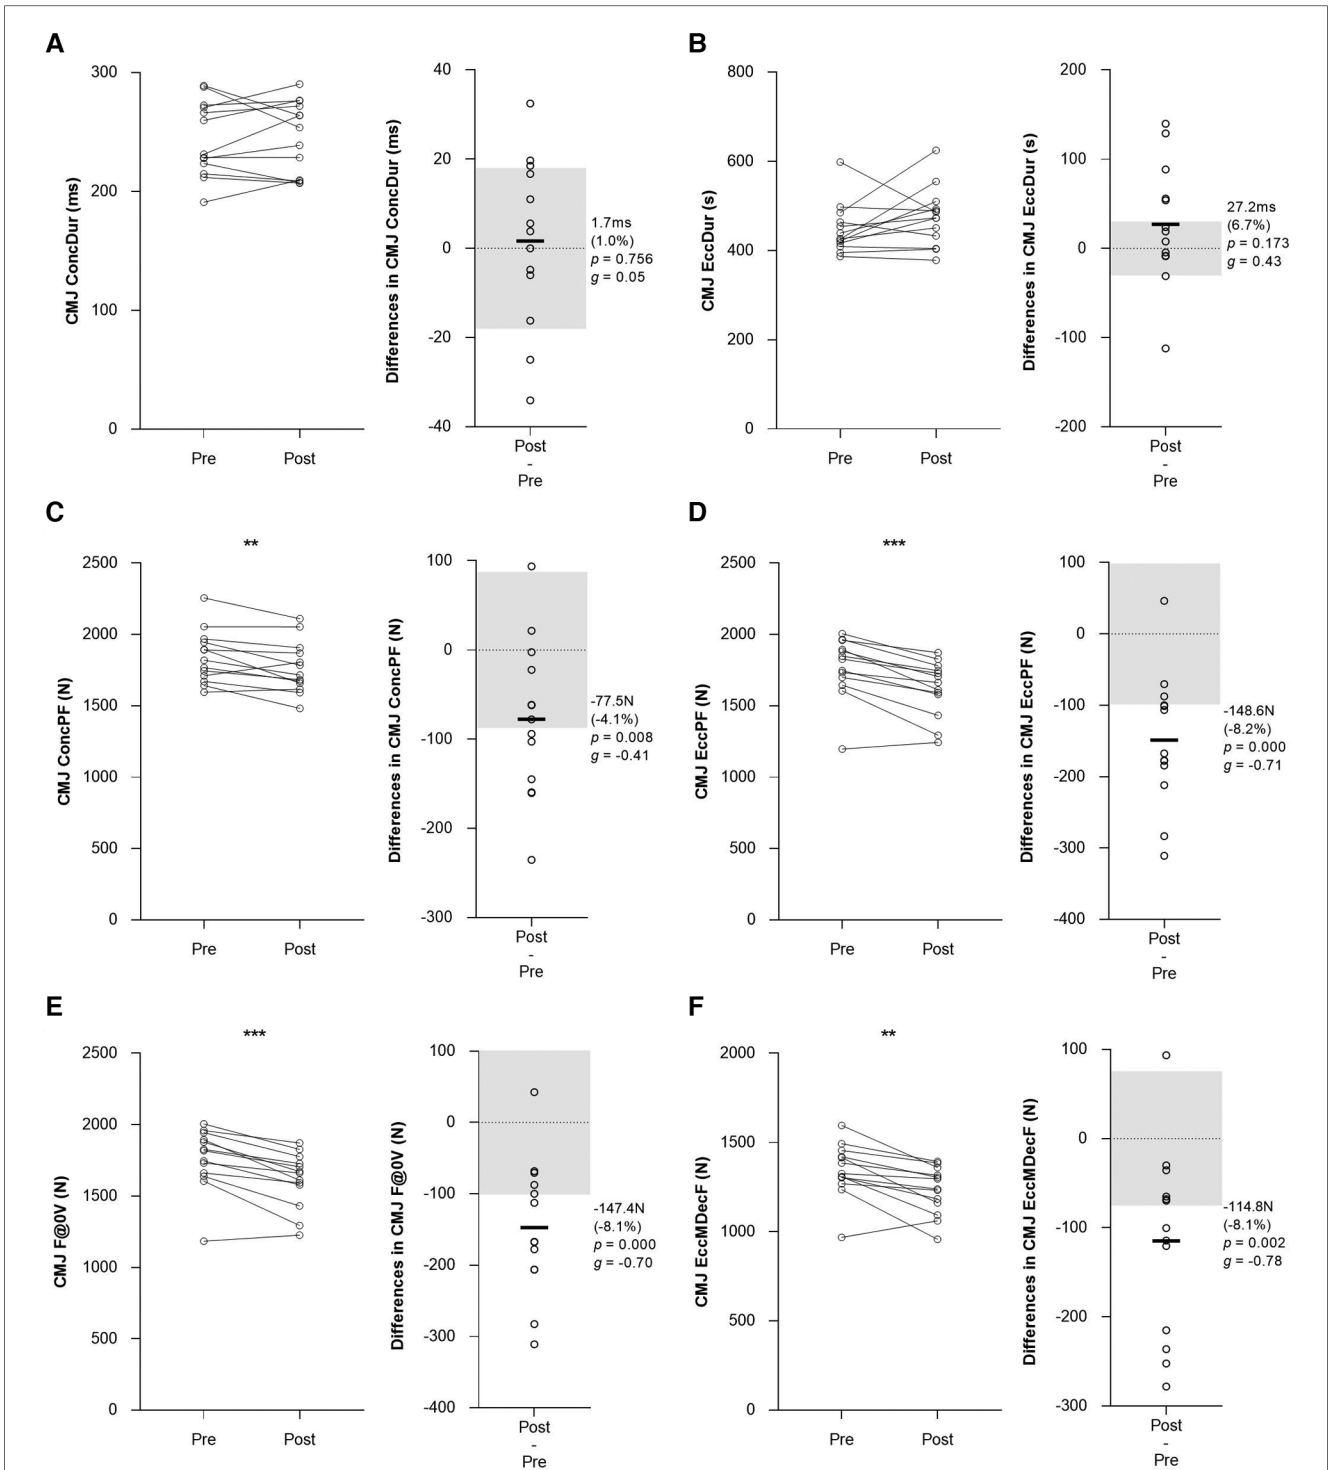 A
300
200
100
0
CMJ ConcDur (ms)
Pre
Post
40
20
0
-20
-40
Differences in CMJ ConcDur (ms)
1.7ms
(1.0%)
p = 0.756
g = 0.05
Post
-
Pre
B
800
600
400
200
0
CMJ EccDur (s)
Pre
Post
200
100
0
-100
-200
Differences in CMJ EccDur (s)
27.2ms
(6.7%)
p = 0.173
g = 0.43
Post
-
Pre
C
**
2500
2000
1500
1000
500
0
CMJ ConcPF (N)
Pre
Post
100
0
-100
-200
-300
Differences in CMJ ConcPF (N)
-77.5N
(-4.1%)
p = 0.008
g = -0.41
Post
-
Pre
D
***
2500
2000
1500
1000
500
0
CMJ EccPF (N)
Pre
Post
100
0
-100
-200
-300
-400
Differences in CMJ EccPF (N)
-148.6N
(-8.2%)
p = 0.000
g = -0.71
Post
-
Pre
E
***
2500
2000
1500
1000
500
0
CMJ F@0V (N)
Pre
Post
100
0
-100
-200
-300
-400
Differences in CMJ F@0V (N)
-147.4N
(-8.1%)
p = 0.000
g = -0.70
Post
-
Pre
F
**
2000
1500
1000
500
0
CMJ EccMDecF (N)
Pre
Post
100
0
-100
-200
-300
Differences in CMJ EccMDecF (N)
-114.8N
(-8.1%)
p = 0.002
g = -0.78
Post
-
Pre